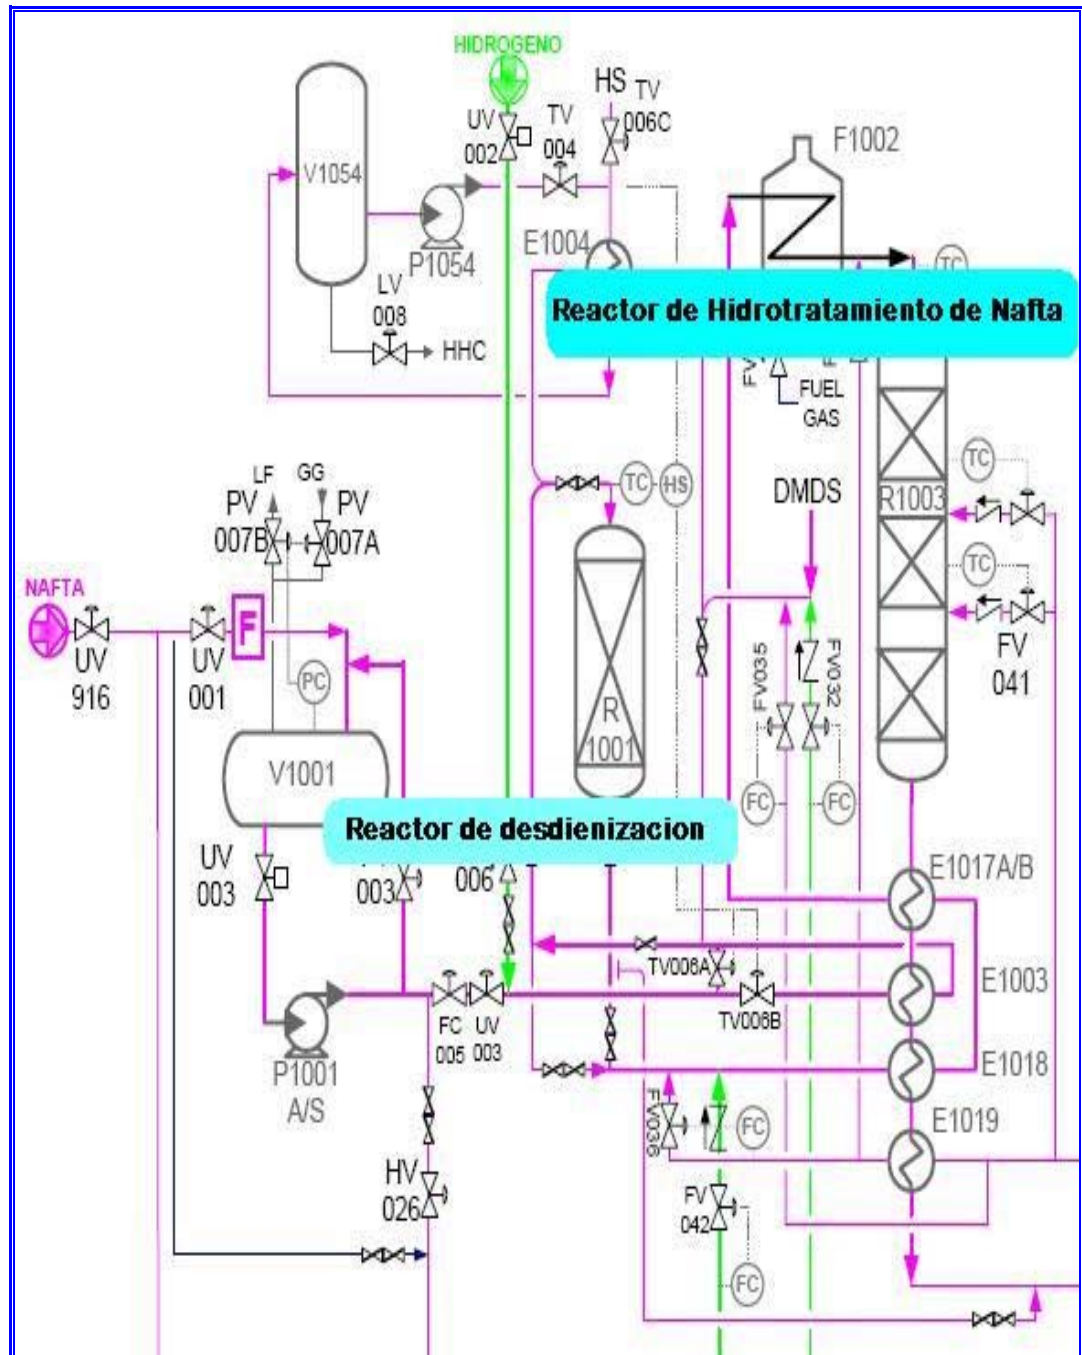 HIDROGENO
HS
TV
006C
UV
002
TV
004
F1002
V1054
P1054
E1004
TC
LV
008
HHC
Reactor de Hidrotratamiento de Nafta
FUEL
GAS
LF
GG
PV
007B
PV
007A
TC
HS
DMDS
TC
R1003
TC
NAFTA
F
UV
916
UV
001
PC
R
1001
FV035
FV032
FV
041
V1001
FC
FC
Reactor de desdienizacion
UV
003
003
006
E1017A/B
TV006A
E1003
TV006B
FC
005
UV
003
P1001
A/S
E1018
FV036
FC
E1019
HV
026
FV
042
FC